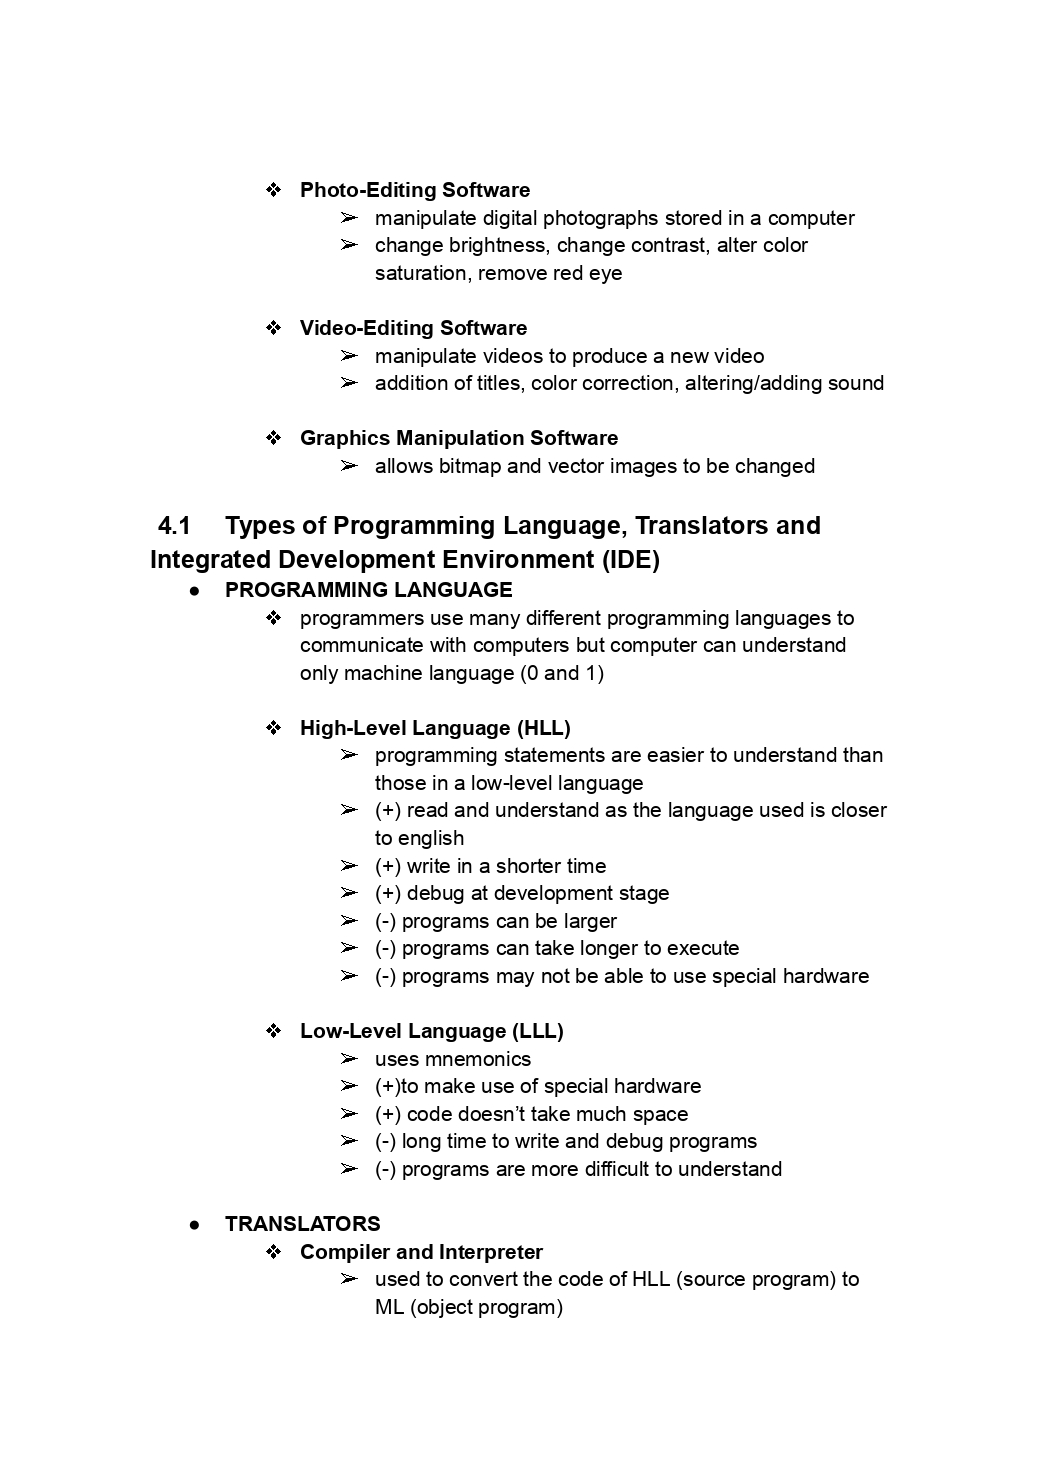 ❖ Photo-Editing Software
➢ manipulate digital photographs stored in a computer
➢ change brightness, change contrast, alter color
saturation, remove red eye
❖ Video-Editing Software
➢ manipulate videos to produce a new video
➢ addition of titles, color correction, altering/adding sound
❖ Graphics Manipulation Software
➢ allows bitmap and vector images to be changed
4.1 Types of Programming Language, Translators and
Integrated Development Environment (IDE)
● PROGRAMMING LANGUAGE
❖ programmers use many different programming languages to
communicate with computers but computer can understand
only machine language (0 and 1)
❖ High-Level Language (HLL)
➢ programming statements are easier to understand than
those in a low-level language
➢ (+) read and understand as the language used is closer
to english
➢ (+) write in a shorter time
➢ (+) debug at development stage
➢ (-) programs can be larger
➢ (-) programs can take longer to execute
➢ (-) programs may not be able to use special hardware
❖ Low-Level Language (LLL)
➢ uses mnemonics
➢ (+)to make use of special hardware
➢ (+) code doesn’t take much space
➢ (-) long time to write and debug programs
➢ (-) programs are more difficult to understand
● TRANSLATORS
❖ Compiler and Interpreter
➢ used to convert the code of HLL (source program) to
ML (object program)